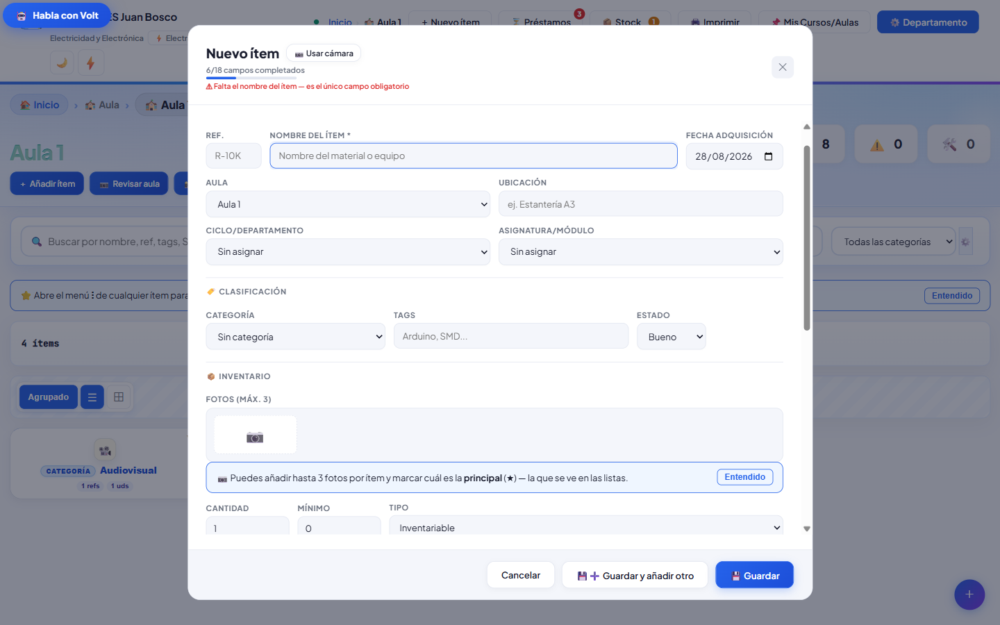 Habla con Volt
ES Juan Bosco
Electricidad y Electrónica
Inicio
Aula 1
+ Nuevo ítem
Préstamos
3
Stock
1
Imprimir
Mis Cursos/Aulas
Departamento
Inicio
›
Aula
›
Aula
Aula 1
+ Añadir ítem
Revisar aula
8
0
0
Buscar por nombre, ref, tags, S
Todas las categorías
Abre el menú ⋮ de cualquier ítem para
Entendido
4 ítems
Agrupado
CATEGORÍA Audiovisual
1 refs 1 uds
Nuevo ítem
Usar cámara
6/18 campos completados
⚠ Falta el nombre del ítem — es el único campo obligatorio
REF.
NOMBRE DEL ÍTEM *
FECHA ADQUISICIÓN
R-10K
Nombre del material o equipo
28/08/2026
AULA
UBICACIÓN
Aula 1
ej. Estantería A3
CICLO/DEPARTAMENTO
ASIGNATURA/MÓDULO
Sin asignar
Sin asignar
CLASIFICACIÓN
CATEGORÍA
TAGS
ESTADO
Sin categoría
Arduino, SMD...
Bueno
INVENTARIO
FOTOS (MÁX. 3)
Puedes añadir hasta 3 fotos por ítem y marcar cuál es la principal (★) — la que se ve en las listas.
Entendido
CANTIDAD
MÍNIMO
TIPO
1
0
Inventariable
Cancelar
Guardar y añadir otro
Guardar
+